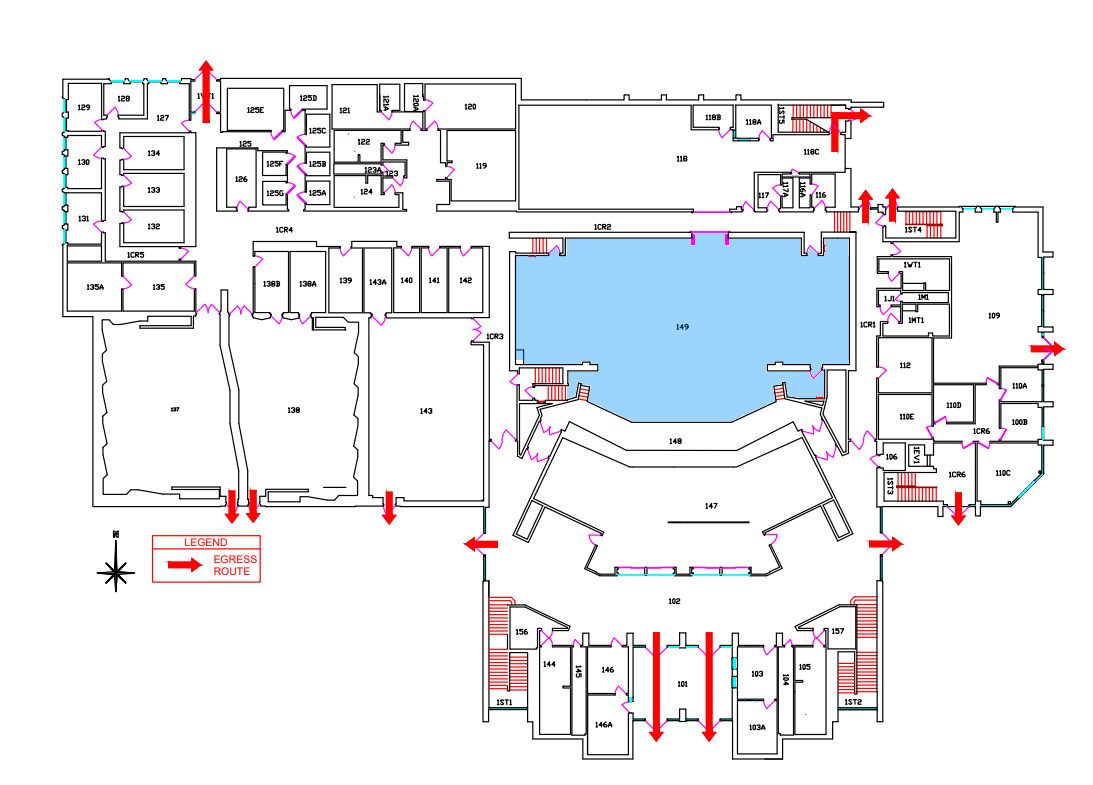 129
128
1VT1
127
125E
125D
121
121A
120A
120
118B
118A
1ST5
125C
125
134
122
118
118C
130
125F
125B
123A
123
119
133
126
125G
125A
124
117
117A
116A
116
131
132
1CR4
1CR2
1ST4
1CR5
1WT1
135A
135
138B
138A
139
143A
140
141
142
1J1
1M1
109
1MT1
149
1CR3
1CR1
112
110A
137
138
143
110D
110E
100B
1CR6
148
106
1EV1
110C
1CR6
1ST3
147
N
LEGEND
EGRESS
ROUTE
102
156
157
144
145
146
103
104
105
101
1ST1
1ST2
146A
103A